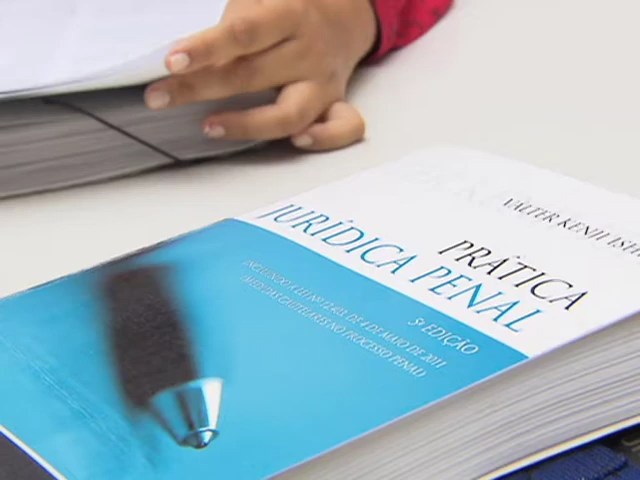 VALTER KENJI
PRÁTICA
JURÍDICA PENAL
5ª EDIÇÃO
INCLUINDO A LEI Nº 12.403, DE 4 DE MAIO DE 2011
(MEDIDAS CAUTELARES NO PROCESSO PENAL)